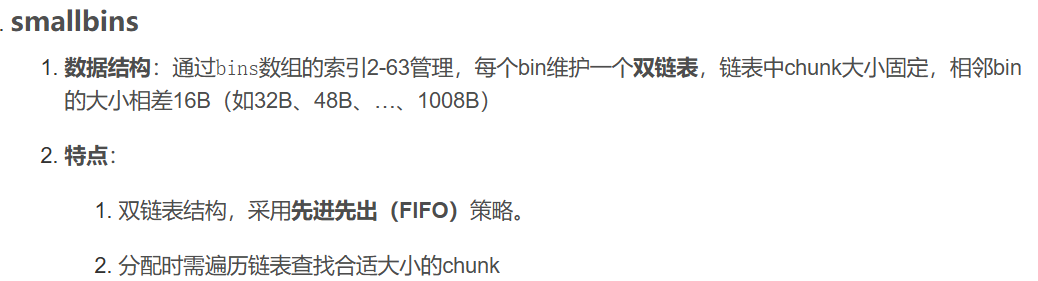 . smallbins
1. 数据结构：通过bins数组的索引2-63管理，每个bin维护一个双链表，链表中chunk大小固定，相邻bin
的大小相差16B（如32B、48B、…、1008B）
2. 特点：
1. 双链表结构，采用先进先出（FIFO）策略。
2. 分配时需遍历链表查找合适大小的chunk